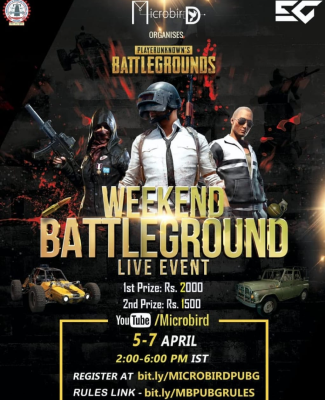 Microbird
ORGANISES
PLAYERUNKNOWN'S
BATTLEGROUNDS
WEEKEND
BATTLEGROUND
LIVE EVENT
1st Prize: Rs. 2000
2nd Prize: Rs. 1500
YouTube /Microbird
5-7 APRIL
2:00-6:00 PM IST
REGISTER AT bit.ly/MICROBIRDPUBG
RULES LINK - bit.ly/MBPUBGRULES